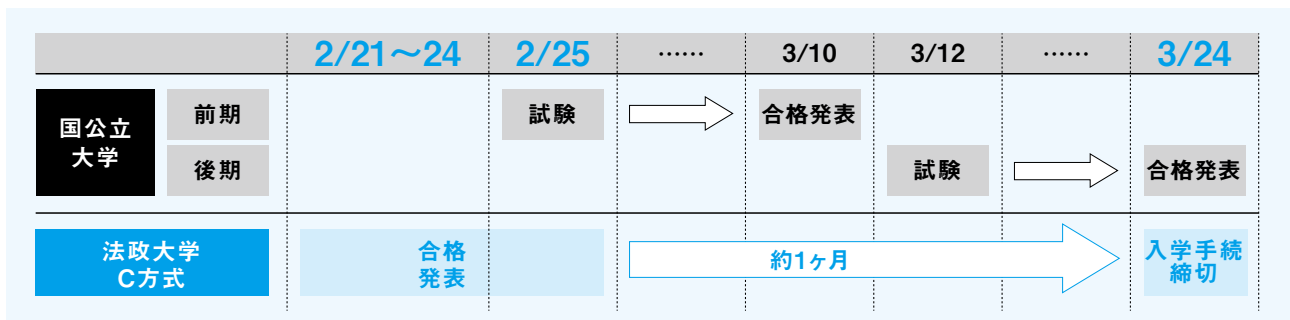 2/21〜24 2/25 …… 3/10 3/12 …… 3/24
国公立
大学
前期 試験 合格発表
後期 試験 合格発表
法政大学
C方式
合格
発表
約1ヶ月
入学手続
締切